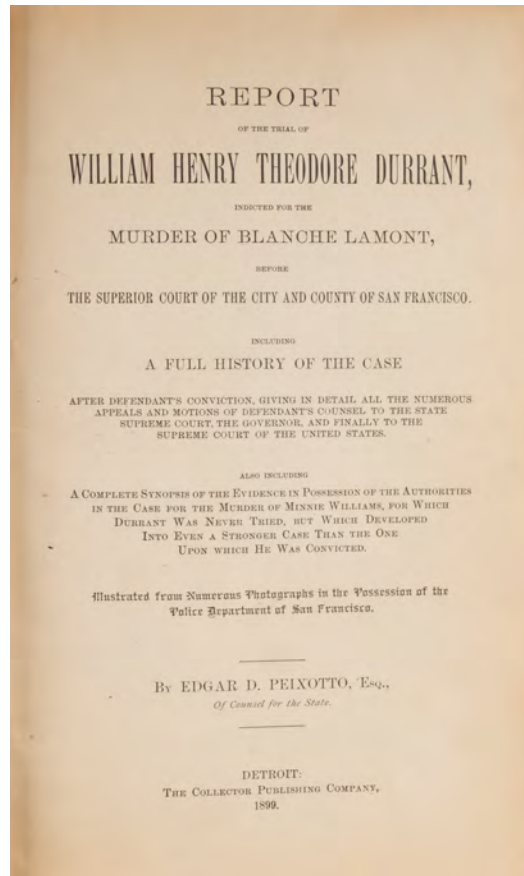 REPORT
OF THE TRIAL OF
WILLIAM HENRY THEODORE DURRANT,
INDICTED FOR THE
MURDER OF BLANCHE LAMONT,
BEFORE
THE SUPERIOR COURT OF THE CITY AND COUNTY OF SAN FRANCISCO.
INCLUDING
A FULL HISTORY OF THE CASE
AFTER DEFENDANT'S CONVICTION, GIVING IN DETAIL ALL THE NUMEROUS
APPEALS AND MOTIONS OF DEFENDANT'S COUNSEL TO THE STATE
SUPREME COURT, THE GOVERNOR, AND FINALLY TO THE
SUPREME COURT OF THE UNITED STATES.
ALSO INCLUDING
A COMPLETE SYNOPSIS OF THE EVIDENCE IN POSSESSION OF THE AUTHORITIES
IN THE CASE FOR THE MURDER OF MINNIE WILLIAMS, FOR WHICH
DURRANT WAS NEVER TRIED, BUT WHICH DEVELOPED
INTO EVEN A STRONGER CASE THAN THE ONE
UPON WHICH HE WAS CONVICTED.
Illustrated from Numerous Photographs in the Possession of the
Police Department of San Francisco.
BY EDGAR D. PEIXOTTO, ESQ.,
Of Counsel for the State.
DETROIT:
THE COLLECTOR PUBLISHING COMPANY,
1899.